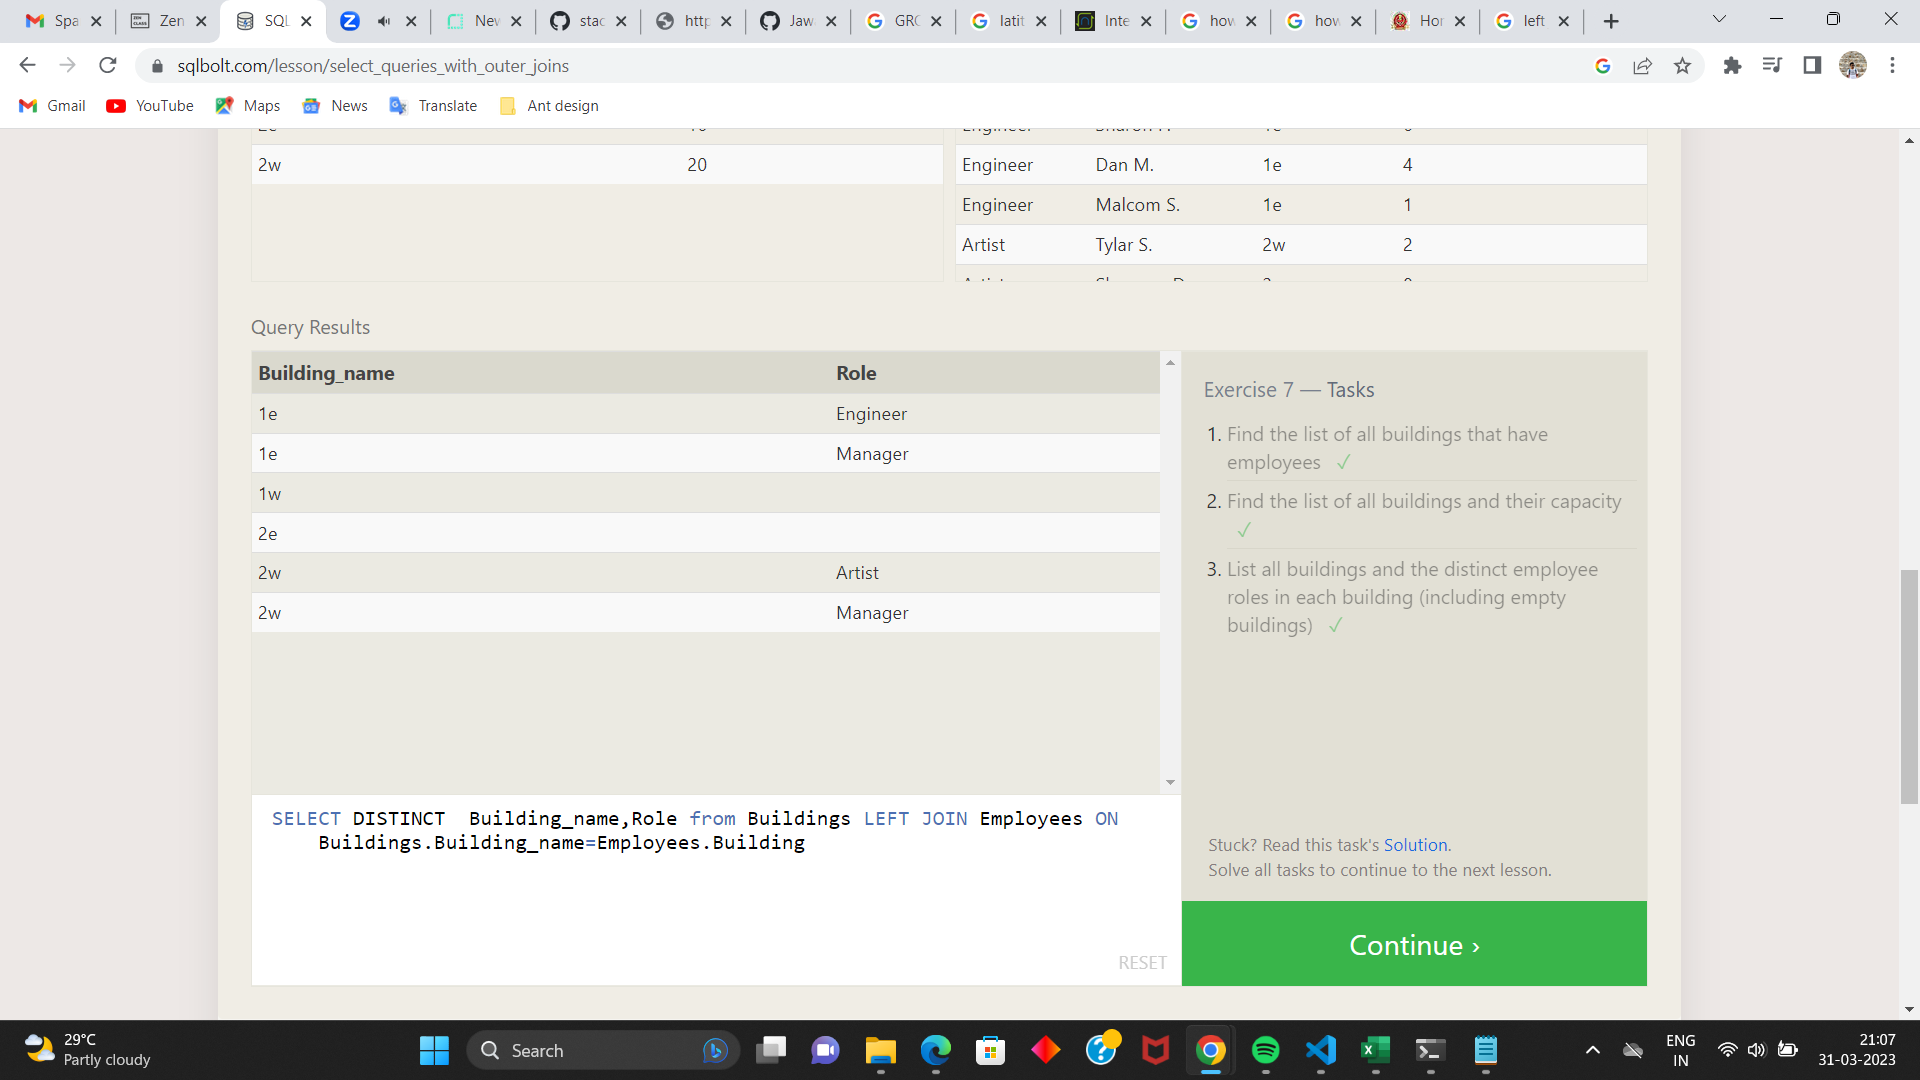 Spa
Zen
SQL
New
stac
http
Jaw
GRO
latit
Inte
how
how
Hor
left
sqlbolt.com/lesson/select_queries_with_outer_joins
Gmail
YouTube
Maps
News
Translate
Ant design
2w 20
Engineer Dan M. 1e 4
Engineer Malcom S. 1e 1
Artist Tylar S. 2w 2
Query Results
Building_name Role
1e Engineer
1e Manager
1w
2e
2w Artist
2w Manager
SELECT DISTINCT  Building_name,Role from Buildings LEFT JOIN Employees ON
Buildings.Building_name=Employees.Building
RESET
Exercise 7 — Tasks
1. Find the list of all buildings that have
employees ✓
2. Find the list of all buildings and their capacity
✓
3. List all buildings and the distinct employee
roles in each building (including empty
buildings) ✓
Stuck? Read this task's Solution.
Solve all tasks to continue to the next lesson.
Continue ›
29°C
Partly cloudy
Search
ENG
IN
21:07
31-03-2023